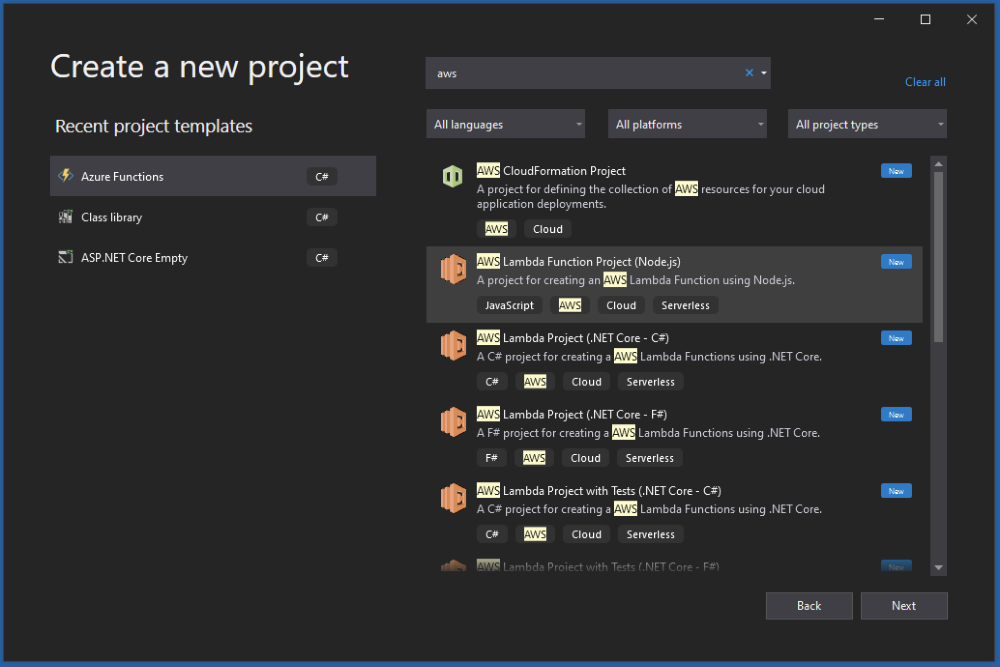 Create a new project
aws
Clear all
All languages
All platforms
All project types
Recent project templates
Azure Functions
C#
Class library
C#
ASP.NET Core Empty
C#
AWS CloudFormation Project
New
A project for defining the collection of AWS resources for your cloud
application deployments.
AWS
Cloud
AWS Lambda Function Project (Node.js)
New
A project for creating an AWS Lambda Function using Node.js.
JavaScript
AWS
Cloud
Serverless
AWS Lambda Project (.NET Core - C#)
New
A C# project for creating a AWS Lambda Functions using .NET Core.
C#
AWS
Cloud
Serverless
AWS Lambda Project (.NET Core - F#)
New
A F# project for creating a AWS Lambda Functions using .NET Core.
F#
AWS
Cloud
Serverless
AWS Lambda Project with Tests (.NET Core - C#)
New
A C# project for creating a AWS Lambda Functions using .NET Core.
C#
AWS
Cloud
Serverless
AWS Lambda Project with Tests (.NET Core - F#)
New
Back
Next